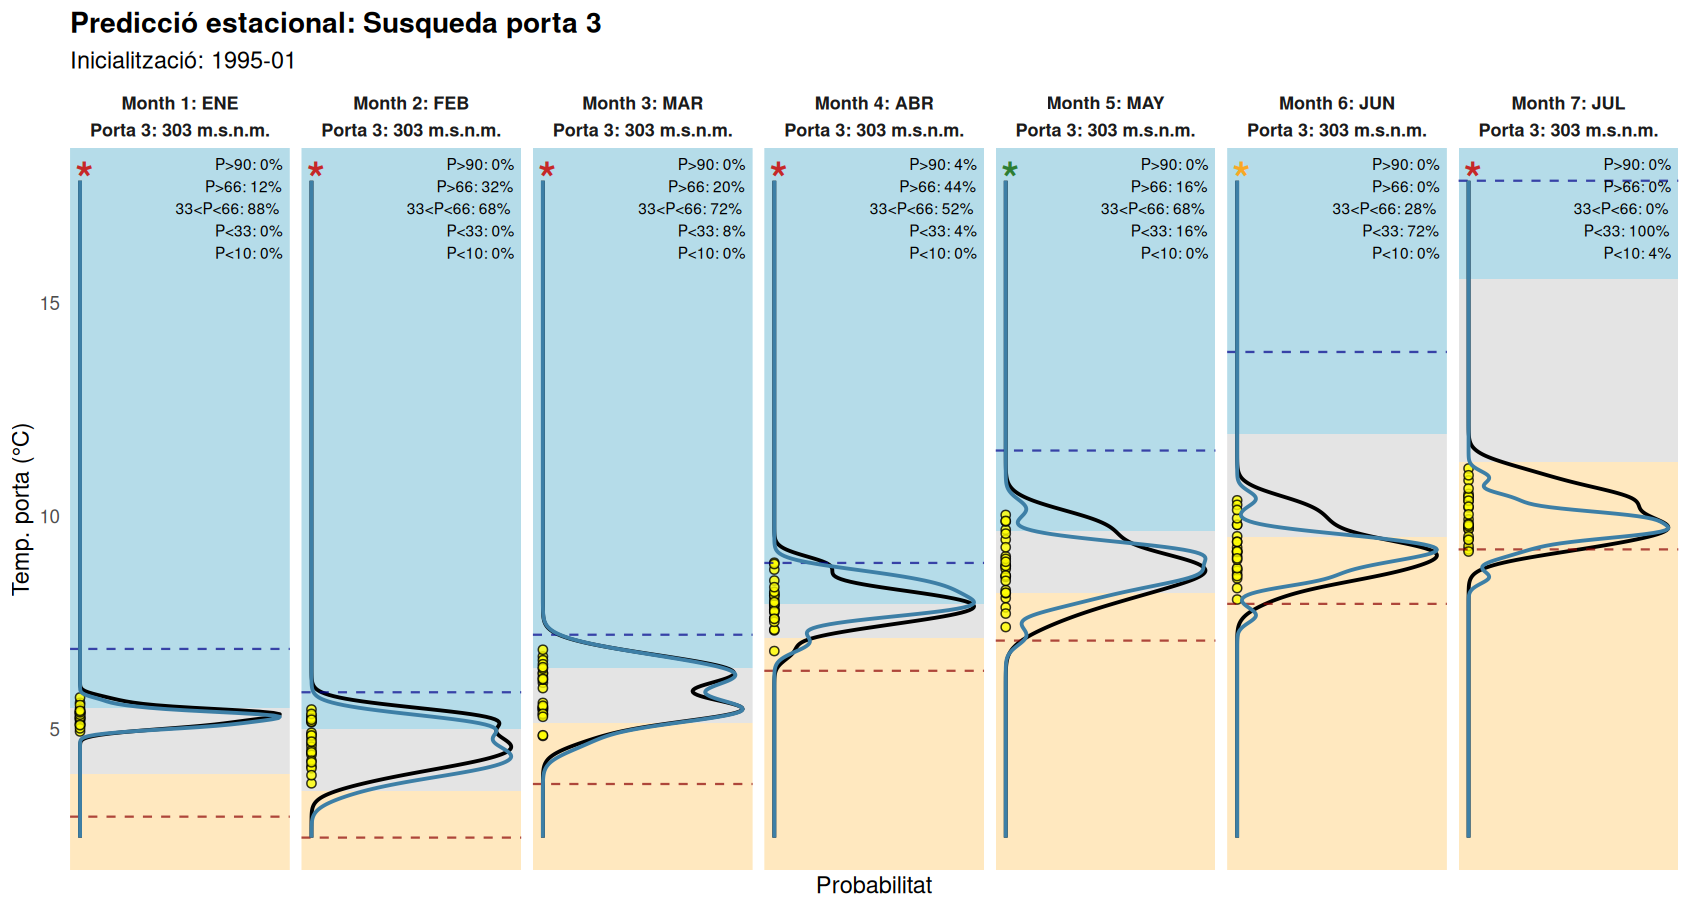 Predicció estacional: Susqueda porta 3
Inicialització: 1995-01
Month 1: ENE
Porta 3: 303 m.s.n.m.
Month 2: FEB
Porta 3: 303 m.s.n.m.
Month 3: MAR
Porta 3: 303 m.s.n.m.
Month 4: ABR
Porta 3: 303 m.s.n.m.
Month 5: MAY
Porta 3: 303 m.s.n.m.
Month 6: JUN
Porta 3: 303 m.s.n.m.
Month 7: JUL
Porta 3: 303 m.s.n.m.
*
P>90: 0%
P>66: 12%
33<P<66: 88%
P<33: 0%
P<10: 0%
*
P>90: 0%
P>66: 32%
33<P<66: 68%
P<33: 0%
P<10: 0%
*
P>90: 0%
P>66: 20%
33<P<66: 72%
P<33: 8%
P<10: 0%
*
P>90: 4%
P>66: 44%
33<P<66: 52%
P<33: 4%
P<10: 0%
*
P>90: 0%
P>66: 16%
33<P<66: 68%
P<33: 16%
P<10: 0%
*
P>90: 0%
P>66: 0%
33<P<66: 28%
P<33: 72%
P<10: 0%
*
P>90: 0%
P>66: 0%
33<P<66: 0%
P<33: 100%
P<10: 4%
15
10
5
Temp. porta (°C)
Probabilitat